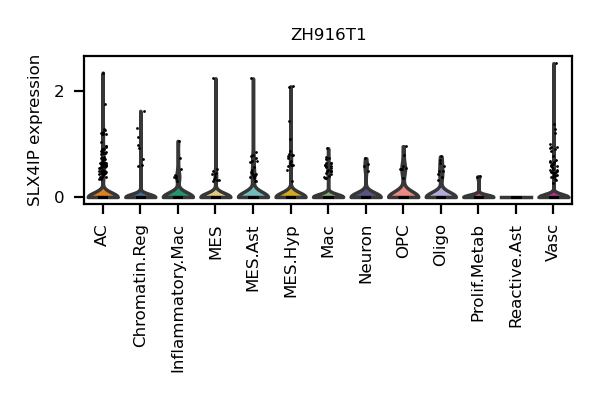 ZH916T1
SLX4IP expression
2
0
AC
Chromatin.Reg
Inflammatory.Mac
MES
MES.Ast
MES.Hyp
Mac
Neuron
OPC
Oligo
Prolif.Metab
Reactive.Ast
Vasc